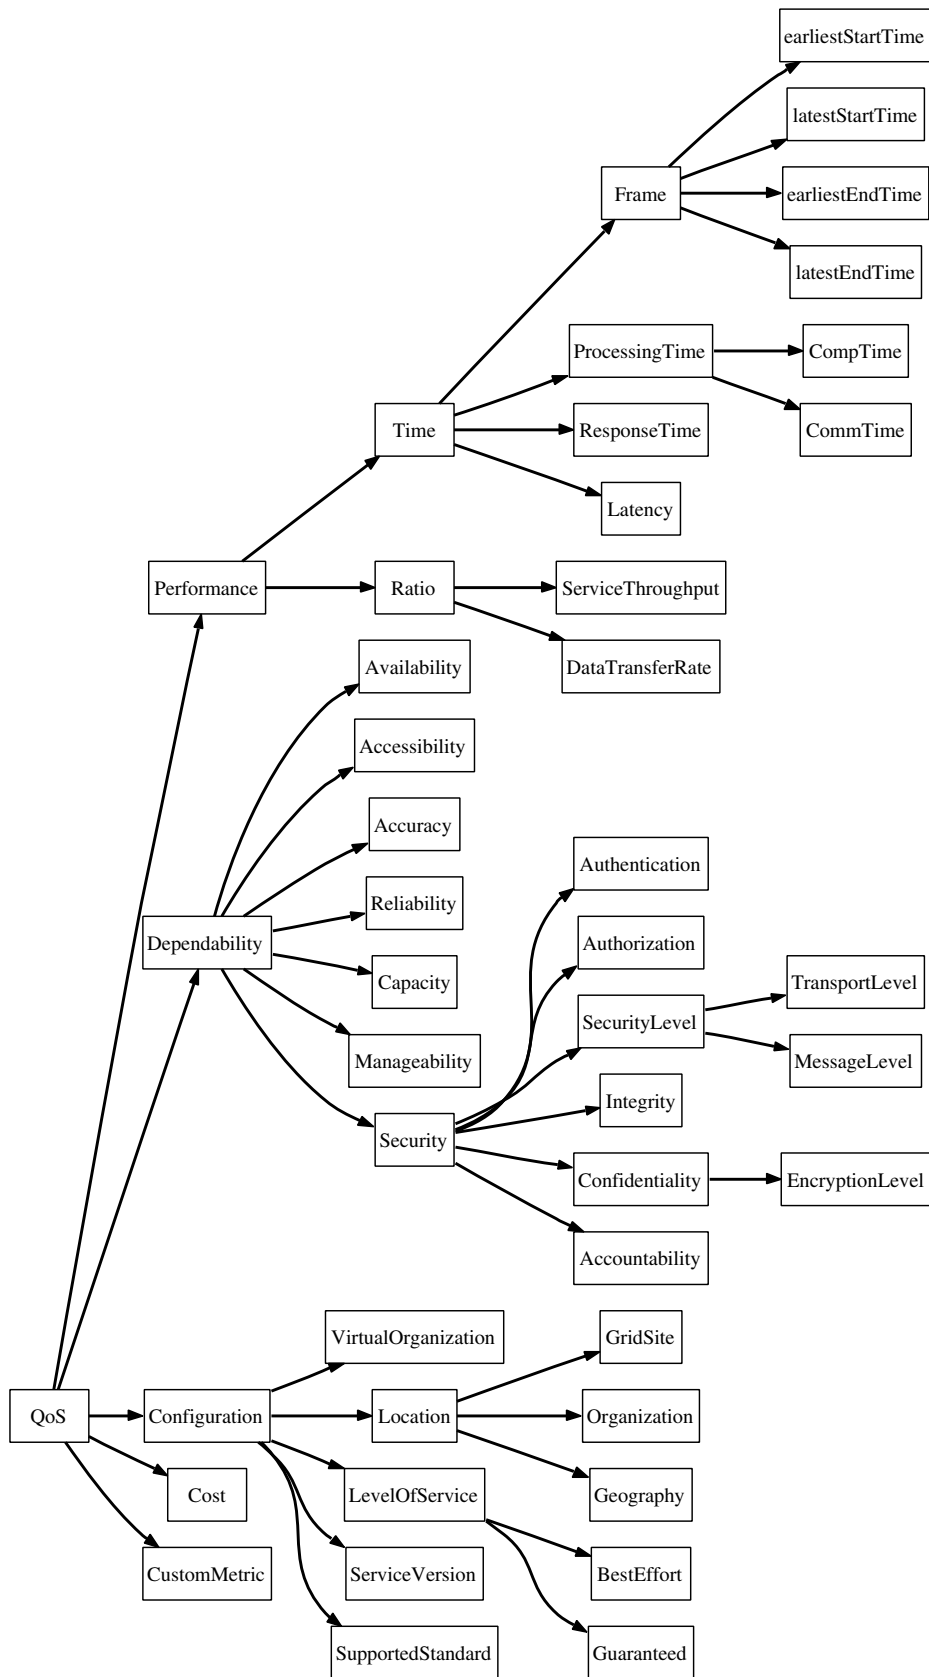 earliestStartTime
latestStartTime
Frame
earliestEndTime
latestEndTime
ProcessingTime
CompTime
Time
ResponseTime
CommTime
Latency
Performance
Ratio
ServiceThroughput
Availability
DataTransferRate
Accessibility
Accuracy
Authentication
Reliability
Dependability
Authorization
Capacity
TransportLevel
SecurityLevel
Manageability
MessageLevel
Integrity
Security
Confidentiality
EncryptionLevel
Accountability
VirtualOrganization
GridSite
QoS
Configuration
Location
Organization
Cost
LevelOfService
Geography
CustomMetric
ServiceVersion
BestEffort
SupportedStandard
Guaranteed